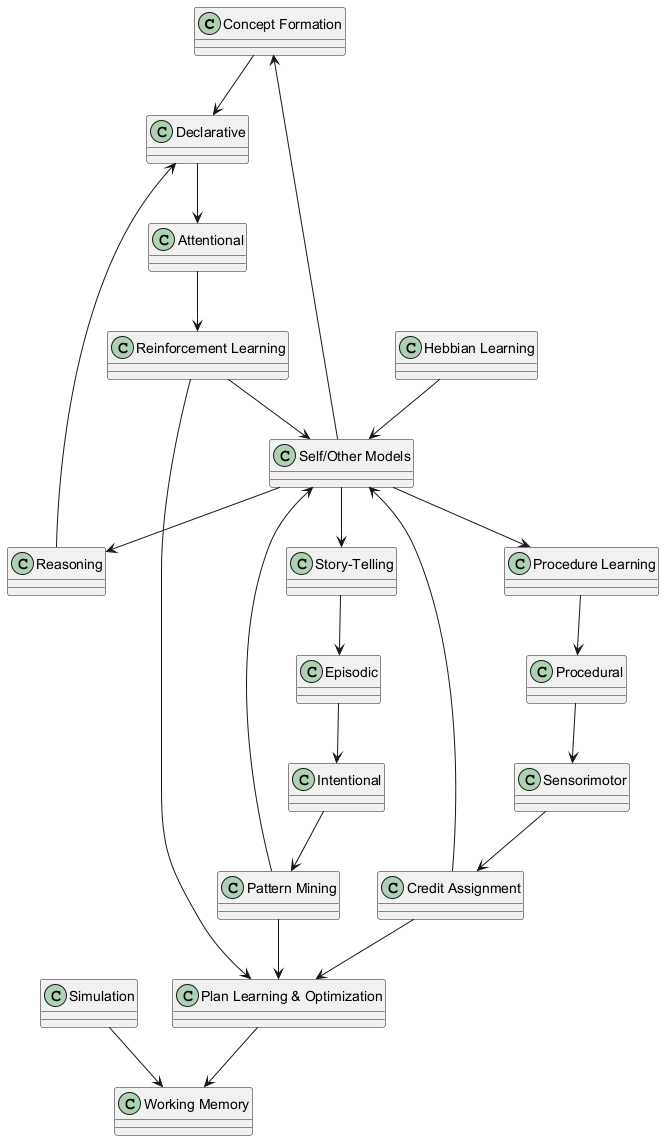 C Concept Formation
C Declarative
C Attentional
C Reinforcement Learning
C Hebbian Learning
C Self/Other Models
C Reasoning
C Story-Telling
C Procedure Learning
C Episodic
C Procedural
C Intentional
C Sensorimotor
C Pattern Mining
C Credit Assignment
C Simulation
C Plan Learning & Optimization
C Working Memory